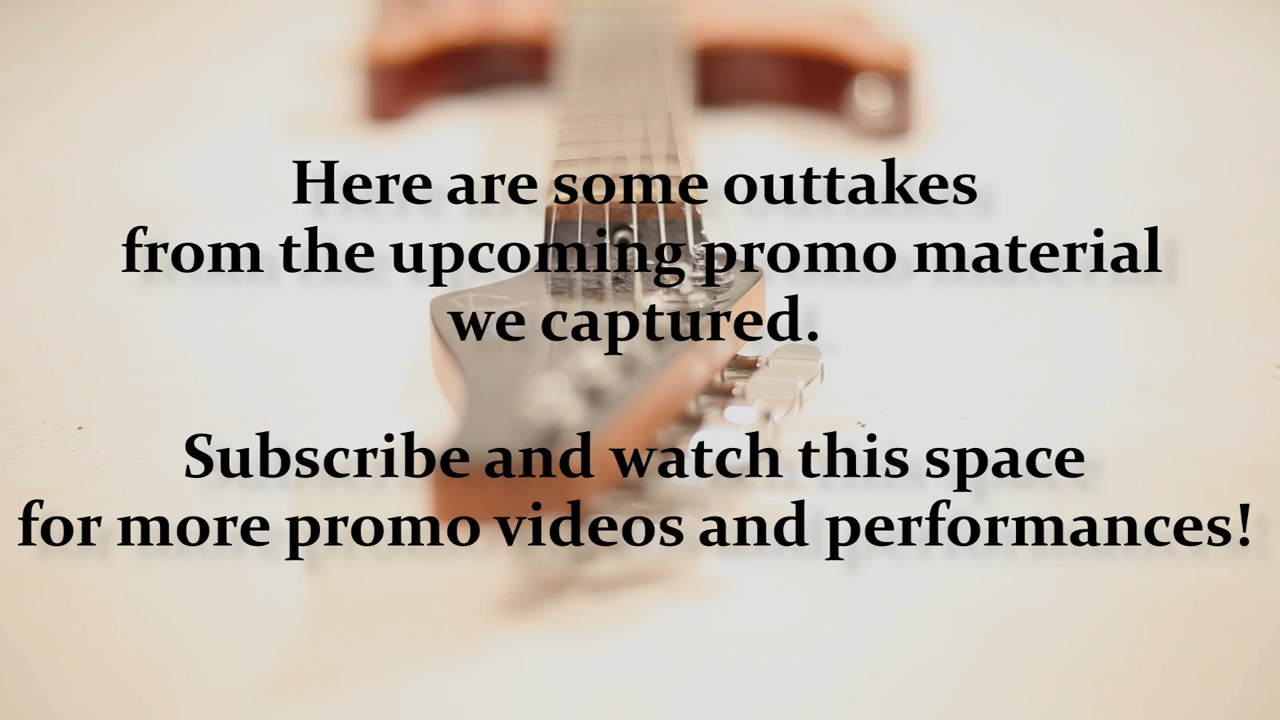 Here are some outtakes
from the upcoming promo material
we captured.
Subscribe and watch this space
for more promo videos and performances!